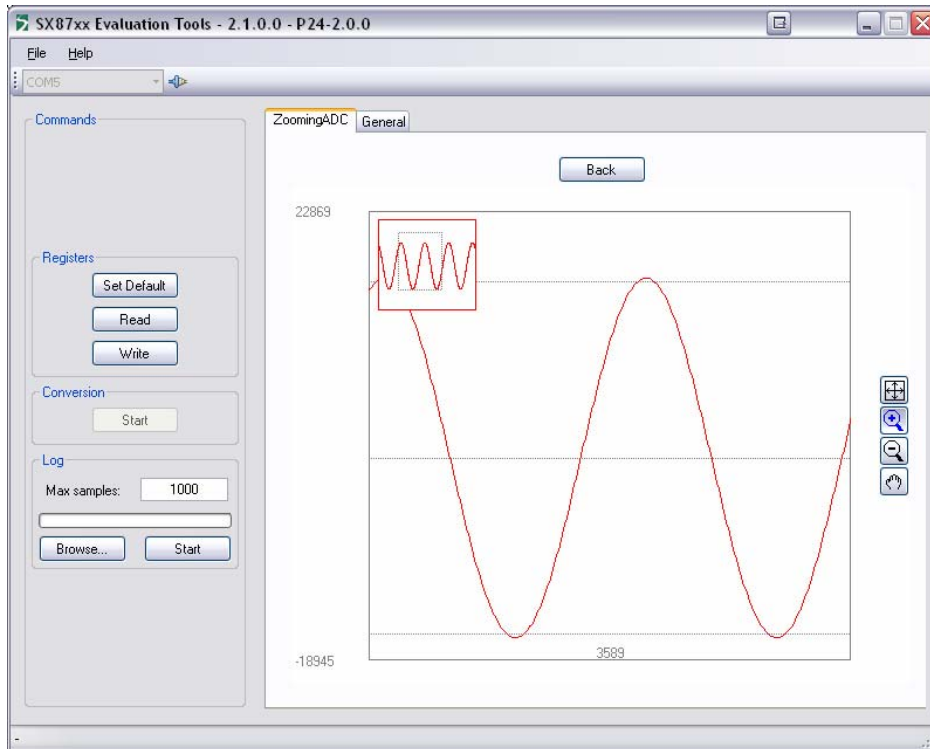 SX87xx Evaluation Tools - 2.1.0.0 - P24-2.0.0
File Help
COM5
Commands
Registers
Set Default
Read
Write
Conversion
Start
Log
Max samples: 1000
Browse... Start
ZoomingADC General
Back
22869
-18945
3589
-